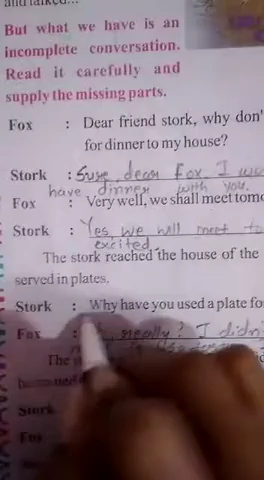 and talked...
But what we have is an
incomplete conversation.
Read it carefully and
supply the missing parts.
Fox : Dear friend stork, why don'
for dinner to my house?
Stork : Sure, dear Fox. I
have dinner with you.
Fox : Very well, we shall meet tomo
Stork : Yes, we will meet to
excited.
The stork reached the house of the
served in plates.
Stork : Why have you used a plate fo
Fox : really? I didn
The
Stork
Fox